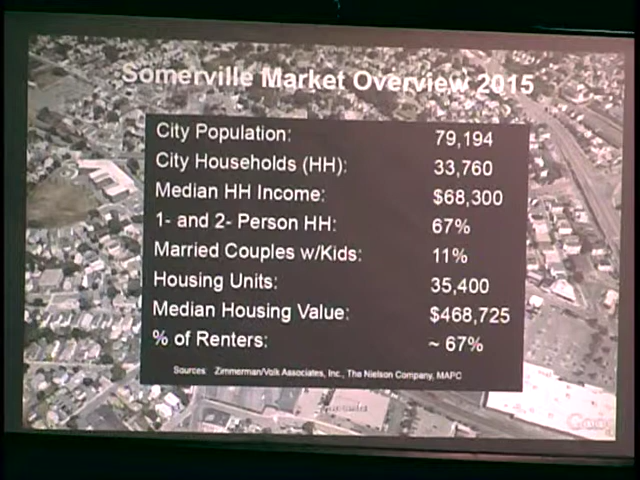 Somerville Market Overview 2015
City Population: 79,194
City Households (HH): 33,760
Median HH Income: $68,300
1- and 2- Person HH: 67%
Married Couples w/Kids: 11%
Housing Units: 35,400
Median Housing Value: $468,725
% of Renters: ~ 67%
Sources: Zimmerman/Volk Associates, Inc., The Nielson Company, MAPC